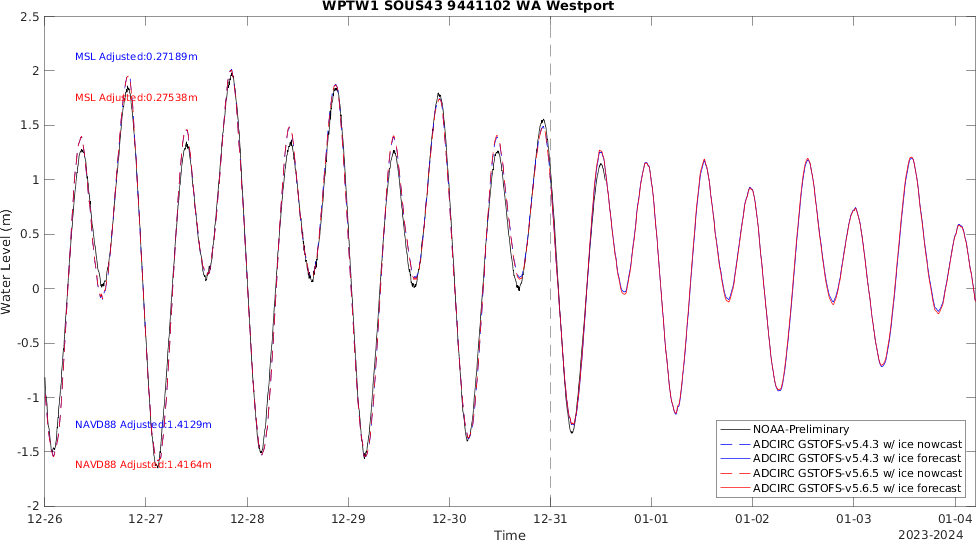 WPTW1 SOUS43 9441102 WA Westport
2.5
2
1.5
1
0.5
0
-0.5
-1
-1.5
-2
Water Level (m)
MSL Adjusted:0.27189m
MSL Adjusted:0.27538m
NAVD88 Adjusted:1.4129m
NAVD88 Adjusted:1.4164m
NOAA-Preliminary
ADCIRC GSTOFS-v5.4.3 w/ ice nowcast
ADCIRC GSTOFS-v5.4.3 w/ ice forecast
ADCIRC GSTOFS-v5.6.5 w/ ice nowcast
ADCIRC GSTOFS-v5.6.5 w/ ice forecast
12-26 12-27 12-28 12-29 12-30 12-31 01-01 01-02 01-03 01-04
Time
2023-2024